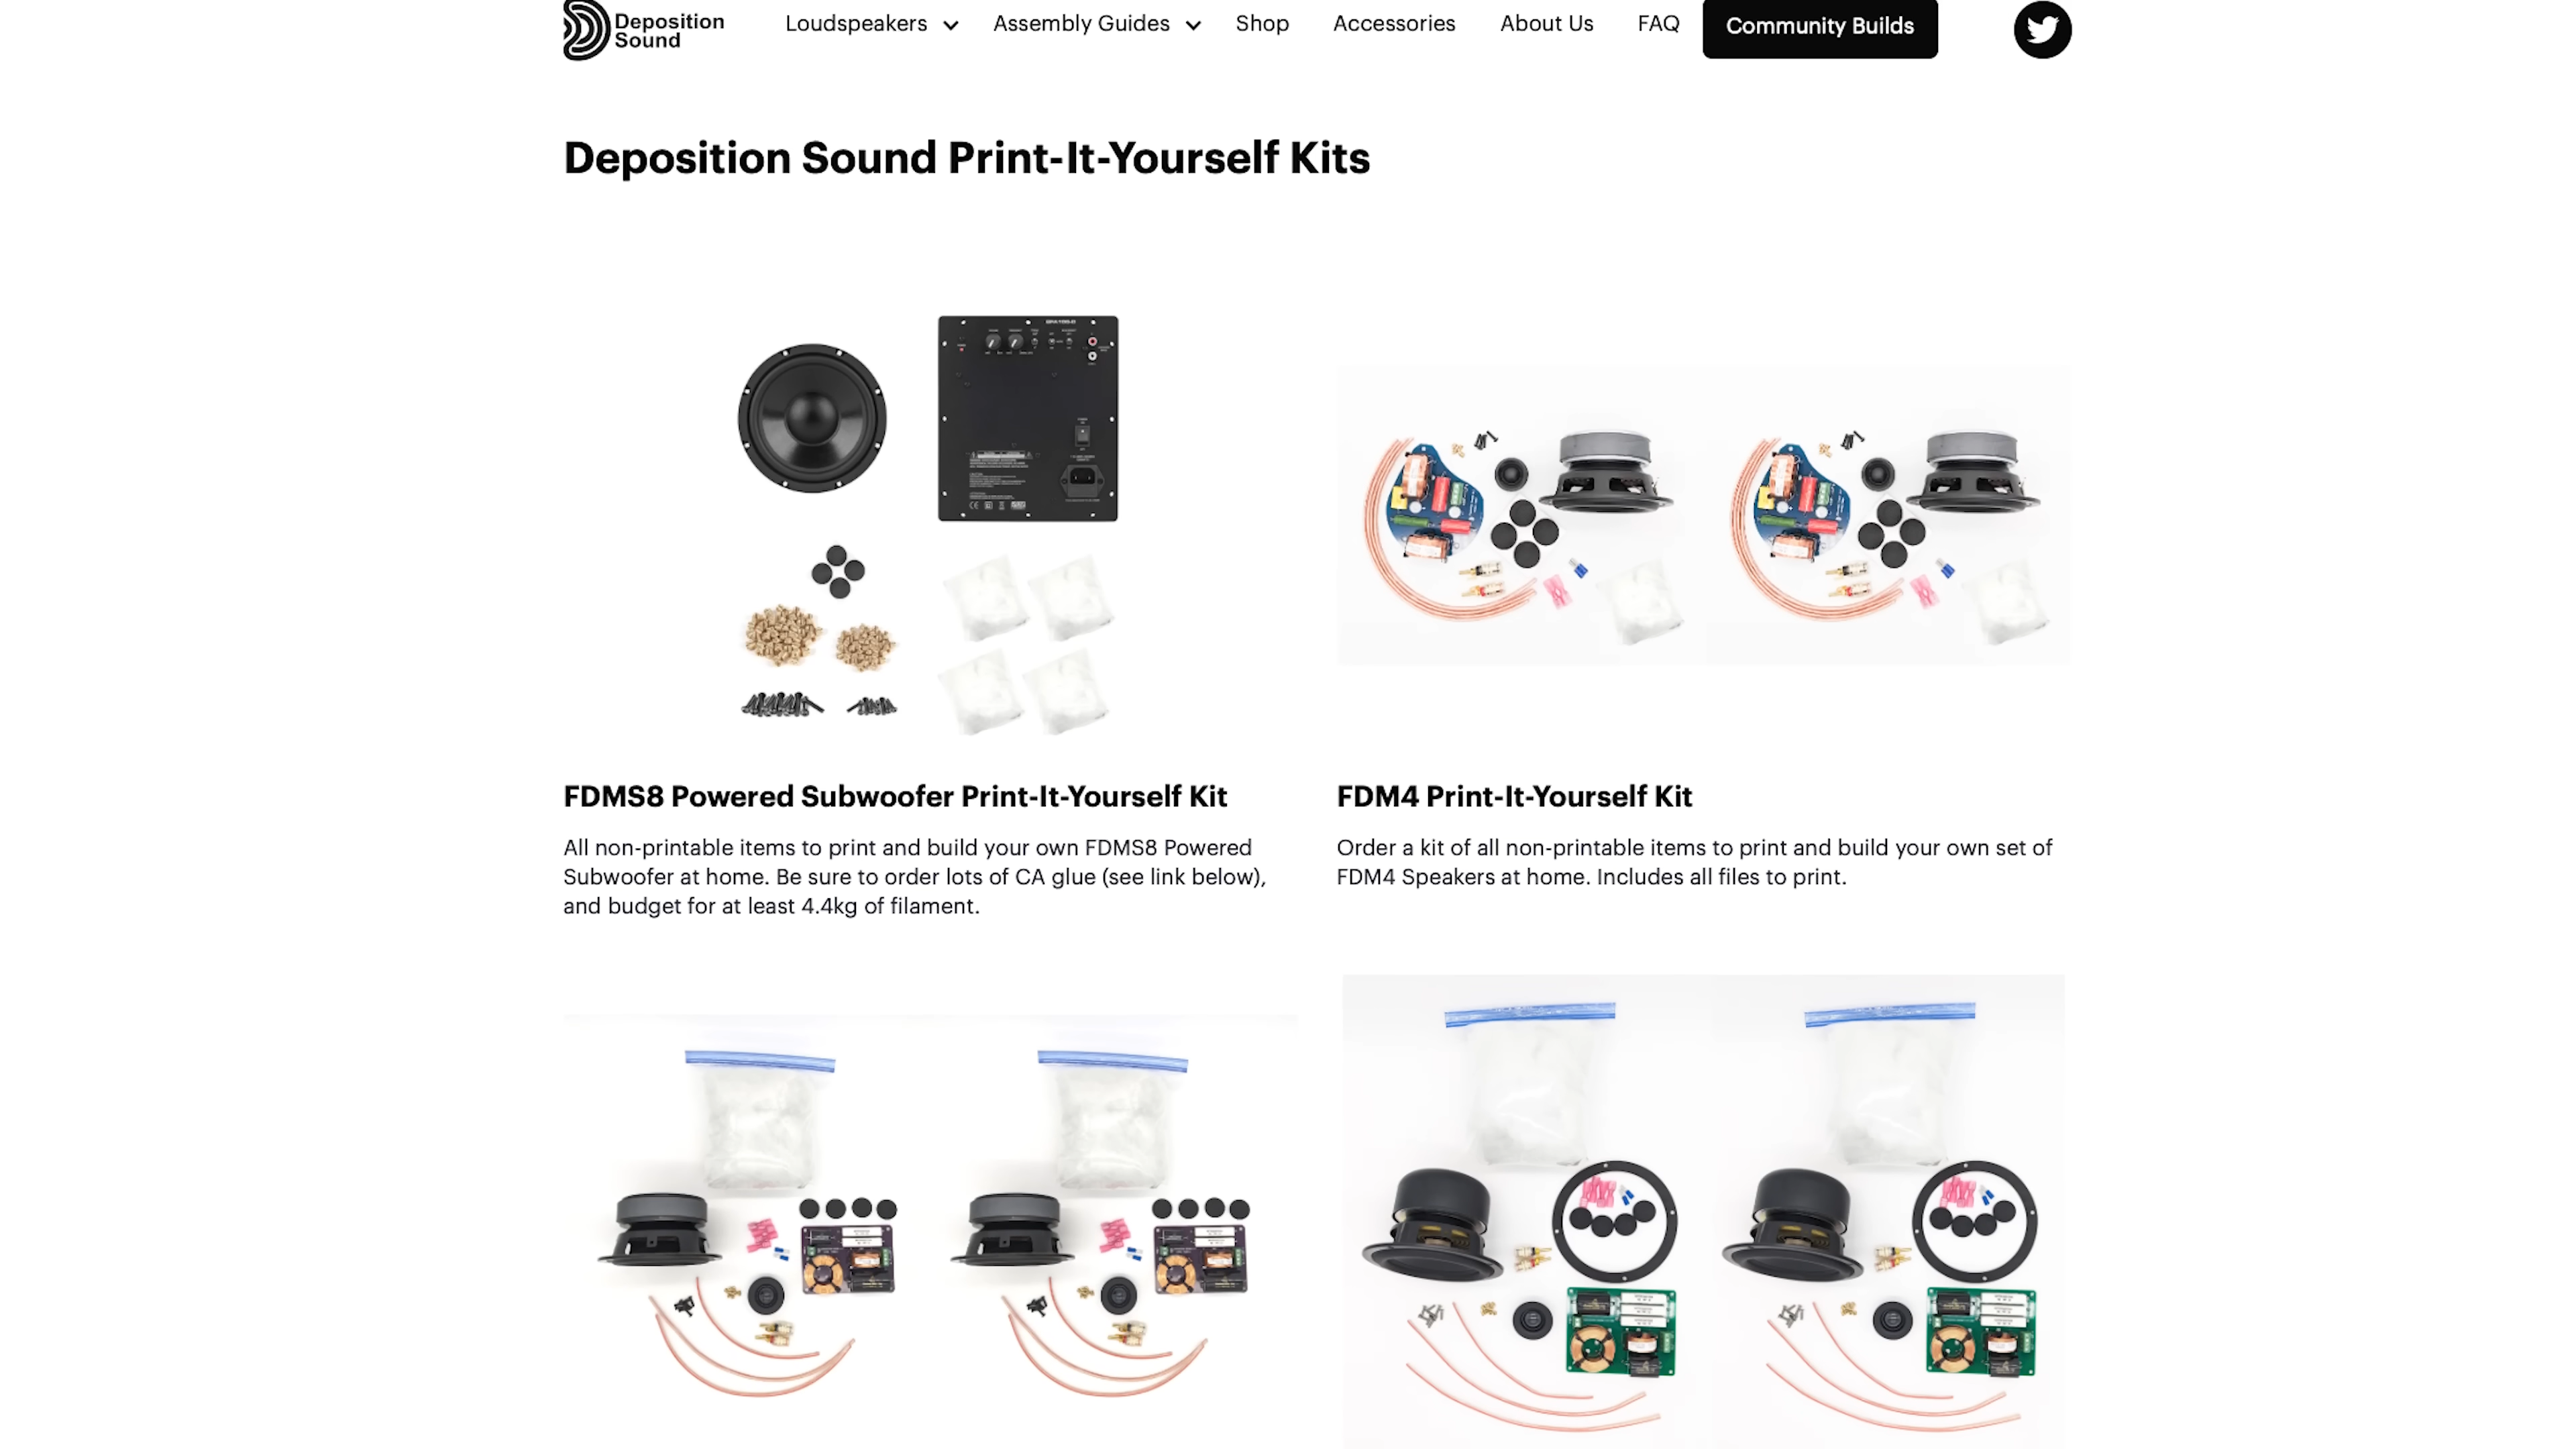 Deposition
Sound
Loudspeakers
Assembly Guides
Shop
Accessories
About Us
FAQ
Community Builds
Deposition Sound Print-It-Yourself Kits
FDMS8 Powered Subwoofer Print-It-Yourself Kit
All non-printable items to print and build your own FDMS8 Powered
Subwoofer at home. Be sure to order lots of CA glue (see link below),
and budget for at least 4.4kg of filament.
FDM4 Print-It-Yourself Kit
Order a kit of all non-printable items to print and build your own set of
FDM4 Speakers at home. Includes all files to print.